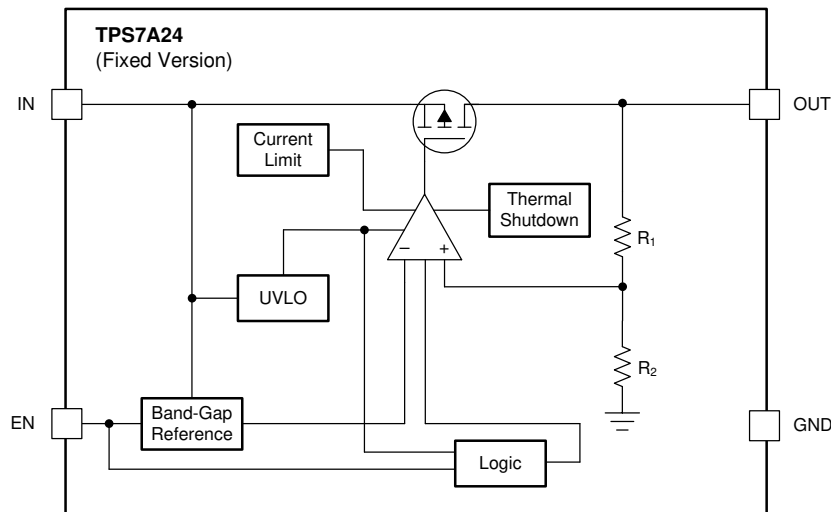 TPS7A24
(Fixed Version)
IN
OUT
Current
Limit
Thermal
Shutdown
R₁
− +
UVLO
R₂
EN
Band-Gap
Reference
GND
Logic